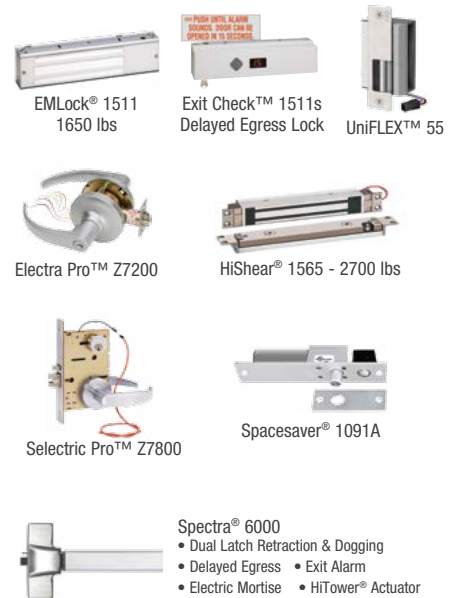 PUSH UNTIL ALARM
SOUNDS. DOOR CAN BE
OPENED IN 15 SECONDS.
15
EMLock® 1511
1650 lbs
Exit Check™ 1511s
Delayed Egress Lock
UniFLEX™ 55
Electra Pro™ Z7200
HiShear® 1565 - 2700 lbs
Selectric Pro™ Z7800
Spacesaver® 1091A
Spectra® 6000
• Dual Latch Retraction & Dogging
• Delayed Egress • Exit Alarm
• Electric Mortise • HiTower® Actuator